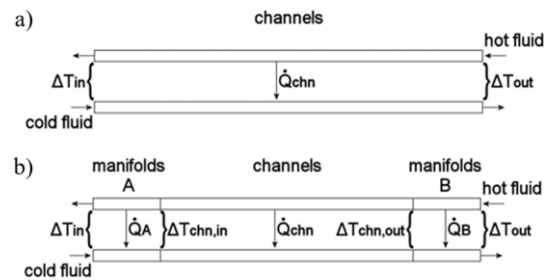 a)
channels
hot fluid
ΔTin
Q̇chn
ΔTout
cold fluid
b)
manifolds channels manifolds
A B
hot fluid
ΔTin Q̇A ΔTchn,in Q̇chn ΔTchn,out Q̇B ΔTout
cold fluid